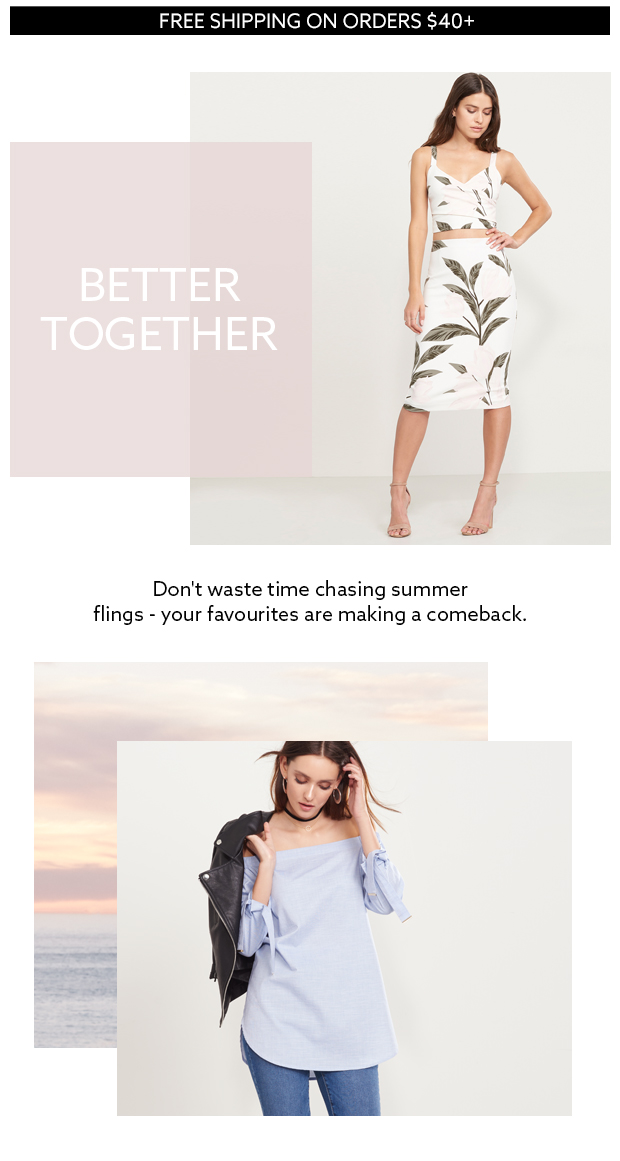 FREE SHIPPING ON ORDERS $40+
BETTER
TOGETHER
Don't waste time chasing summer
flings - your favourites are making a comeback.